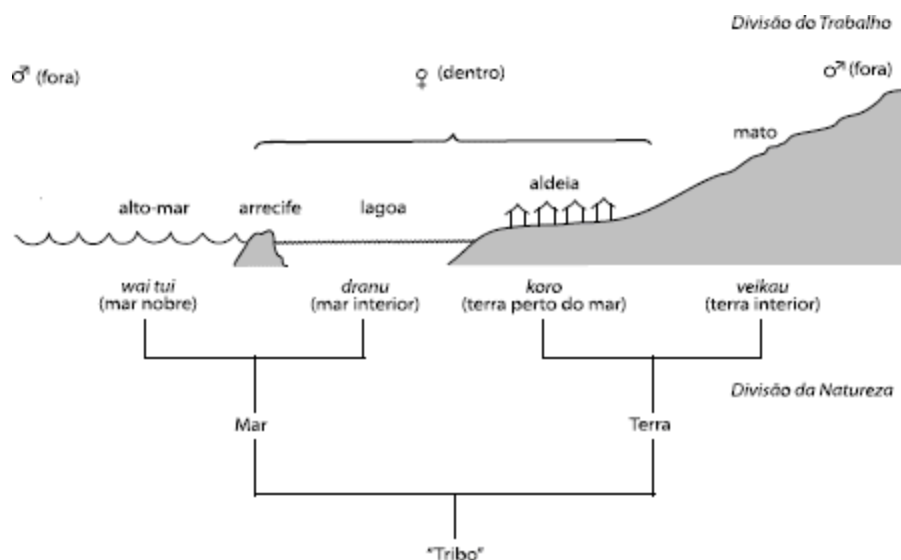 Divisão do Trabalho
♂ (fora)
♀ (dentro)
♂ (fora)
mato
aldeia
alto-mar
arrecife
lagoa
wai tui
(mar nobre)
dranu
(mar interior)
koro
(terra perto do mar)
veikau
(terra interior)
Divisão da Natureza
Mar
Terra
"Tribo"